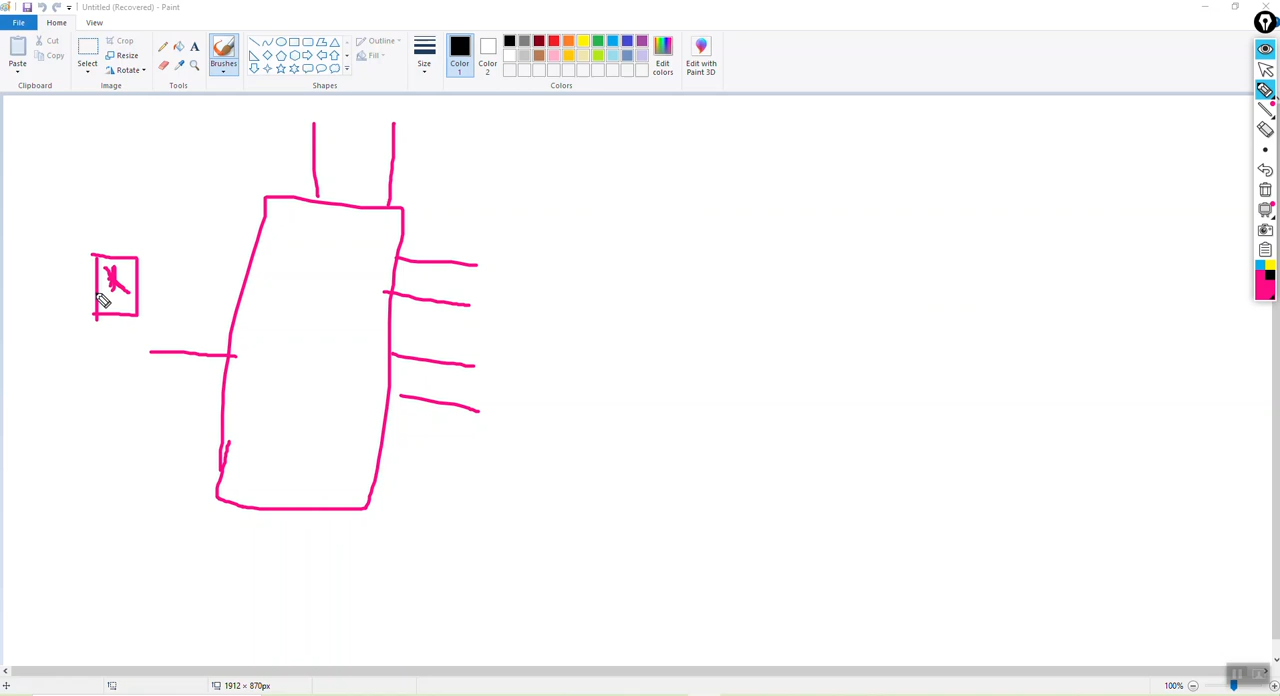 Untitled (Recovered) - Paint
File
Home
View
Paste
Cut
Copy
Clipboard
Select
Crop
Resize
Rotate
Image
A
Tools
Brushes
Shapes
Outline
Fill
Size
Color 1
Color 2
Edit colors
Colors
Edit with Paint 3D
1912 × 870px
100%